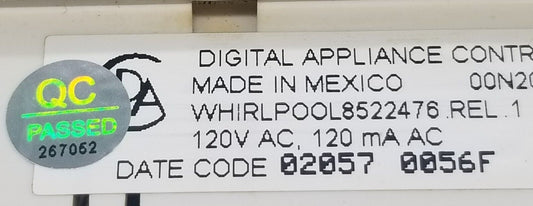 QC
PASSED
267052
DIGITAL APPLIANCE CONTR
MADE IN MEXICO 00N20
WHIRLPOOL8522476 REL.1
120V AC, 120 mA AC
DATE CODE 02057 0056F